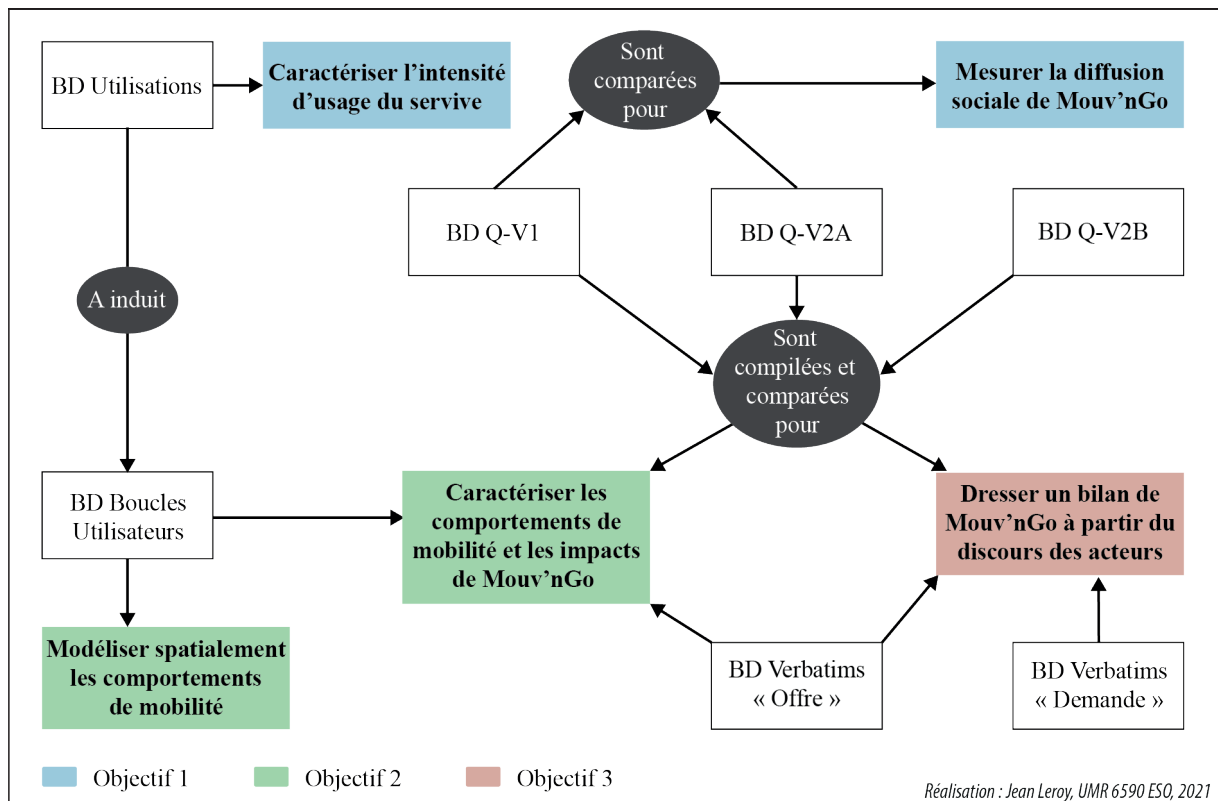 BD Utilisations
Caractériser l'intensité
d'usage du servive
Sont
comparées
pour
Mesurer la diffusion
sociale de Mouv'nGo
BD Q-V1
BD Q-V2A
BD Q-V2B
A induit
Sont
compilées et
comparées
pour
BD Boucles
Utilisateurs
Caractériser les
comportements de
mobilité et les impacts
de Mouv'nGo
Dresser un bilan de
Mouv'nGo à partir du
discours des acteurs
Modéliser spatialement
les comportements
de mobilité
BD Verbatims
« Offre »
BD Verbatims
« Demande »
Objectif 1
Objectif 2
Objectif 3
Réalisation : Jean Leroy, UMR 6590 ESO, 2021